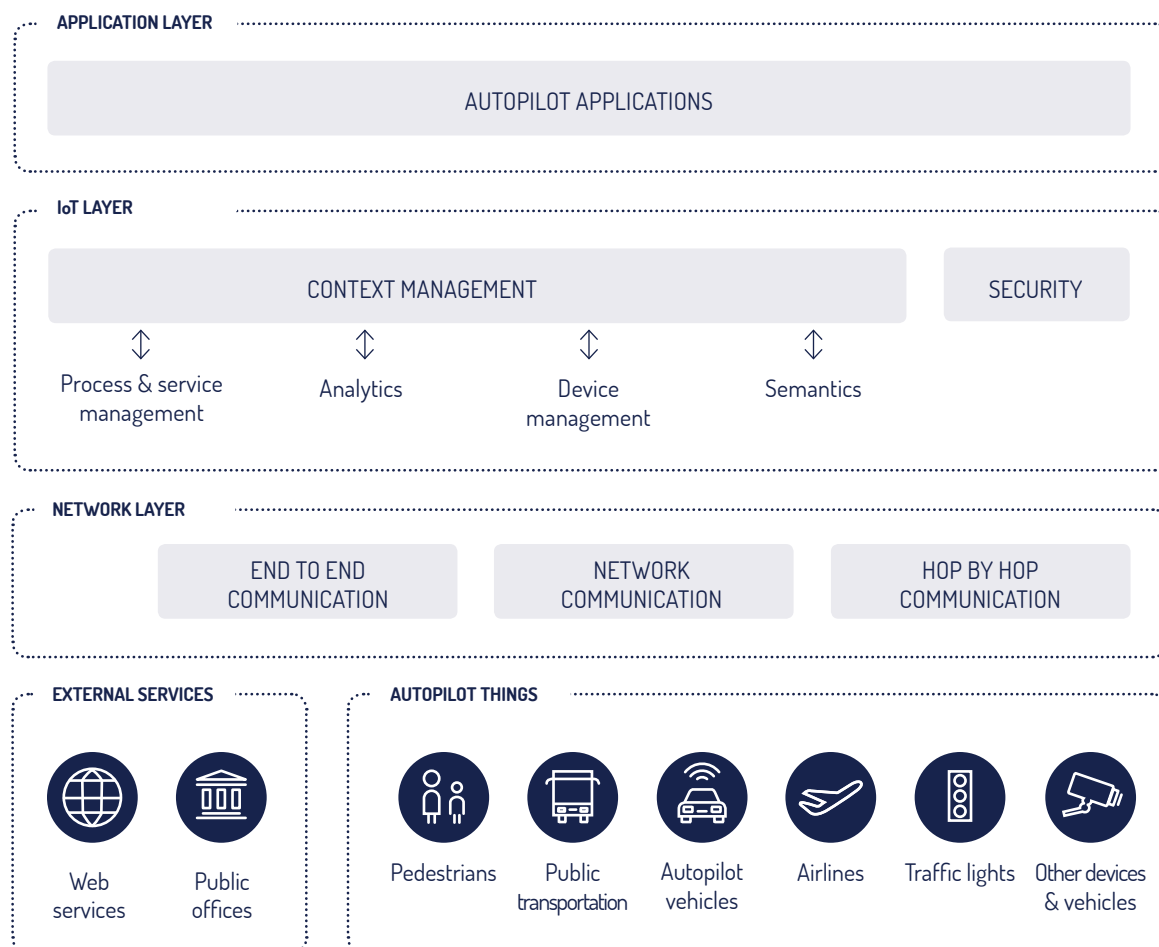 APPLICATION LAYER
AUTOPILOT APPLICATIONS
IoT LAYER
CONTEXT MANAGEMENT
SECURITY
Process & service
management
Analytics
Device
management
Semantics
NETWORK LAYER
END TO END
COMMUNICATION
NETWORK
COMMUNICATION
HOP BY HOP
COMMUNICATION
EXTERNAL SERVICES
Web
services
Public
offices
AUTOPILOT THINGS
Pedestrians
Public
transportation
Autopilot
vehicles
Airlines
Traffic lights
Other devices
& vehicles